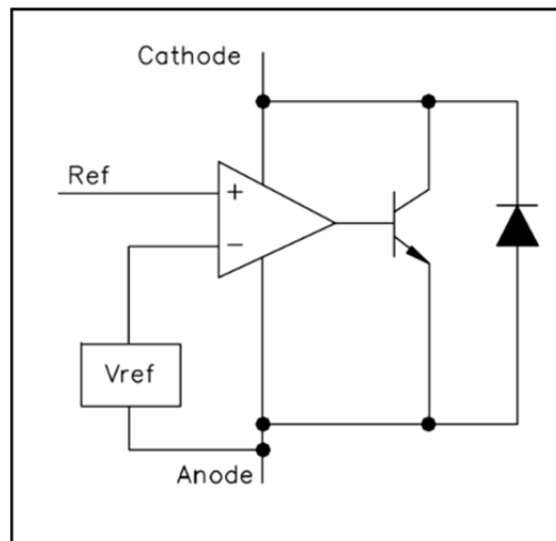 Cathode
Ref
+
−
Vref
Anode